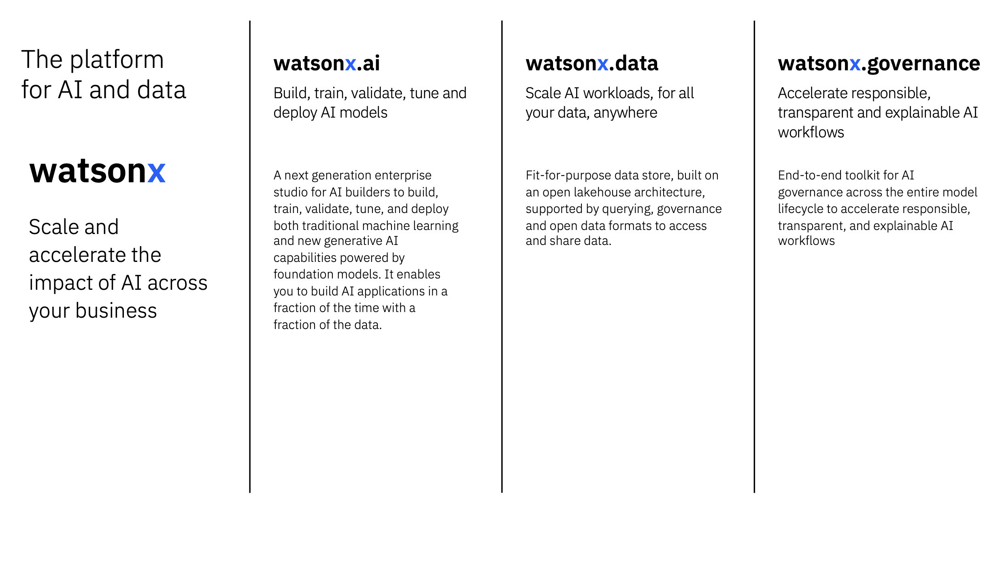 The platform
for AI and data
watsonx
Scale and
accelerate the
impact of AI across
your business
watsonx.ai
Build, train, validate, tune and
deploy AI models
A next generation enterprise
studio for AI builders to build,
train, validate, tune, and deploy
both traditional machine learning
and new generative AI
capabilities powered by
foundation models. It enables
you to build AI applications in a
fraction of the time with a
fraction of the data.
watsonx.data
Scale AI workloads, for all
your data, anywhere
Fit-for-purpose data store, built on
an open lakehouse architecture,
supported by querying, governance
and open data formats to access
and share data.
watsonx.governance
Accelerate responsible,
transparent and explainable AI
workflows
End-to-end toolkit for AI
governance across the entire model
lifecycle to accelerate responsible,
transparent, and explainable AI
workflows